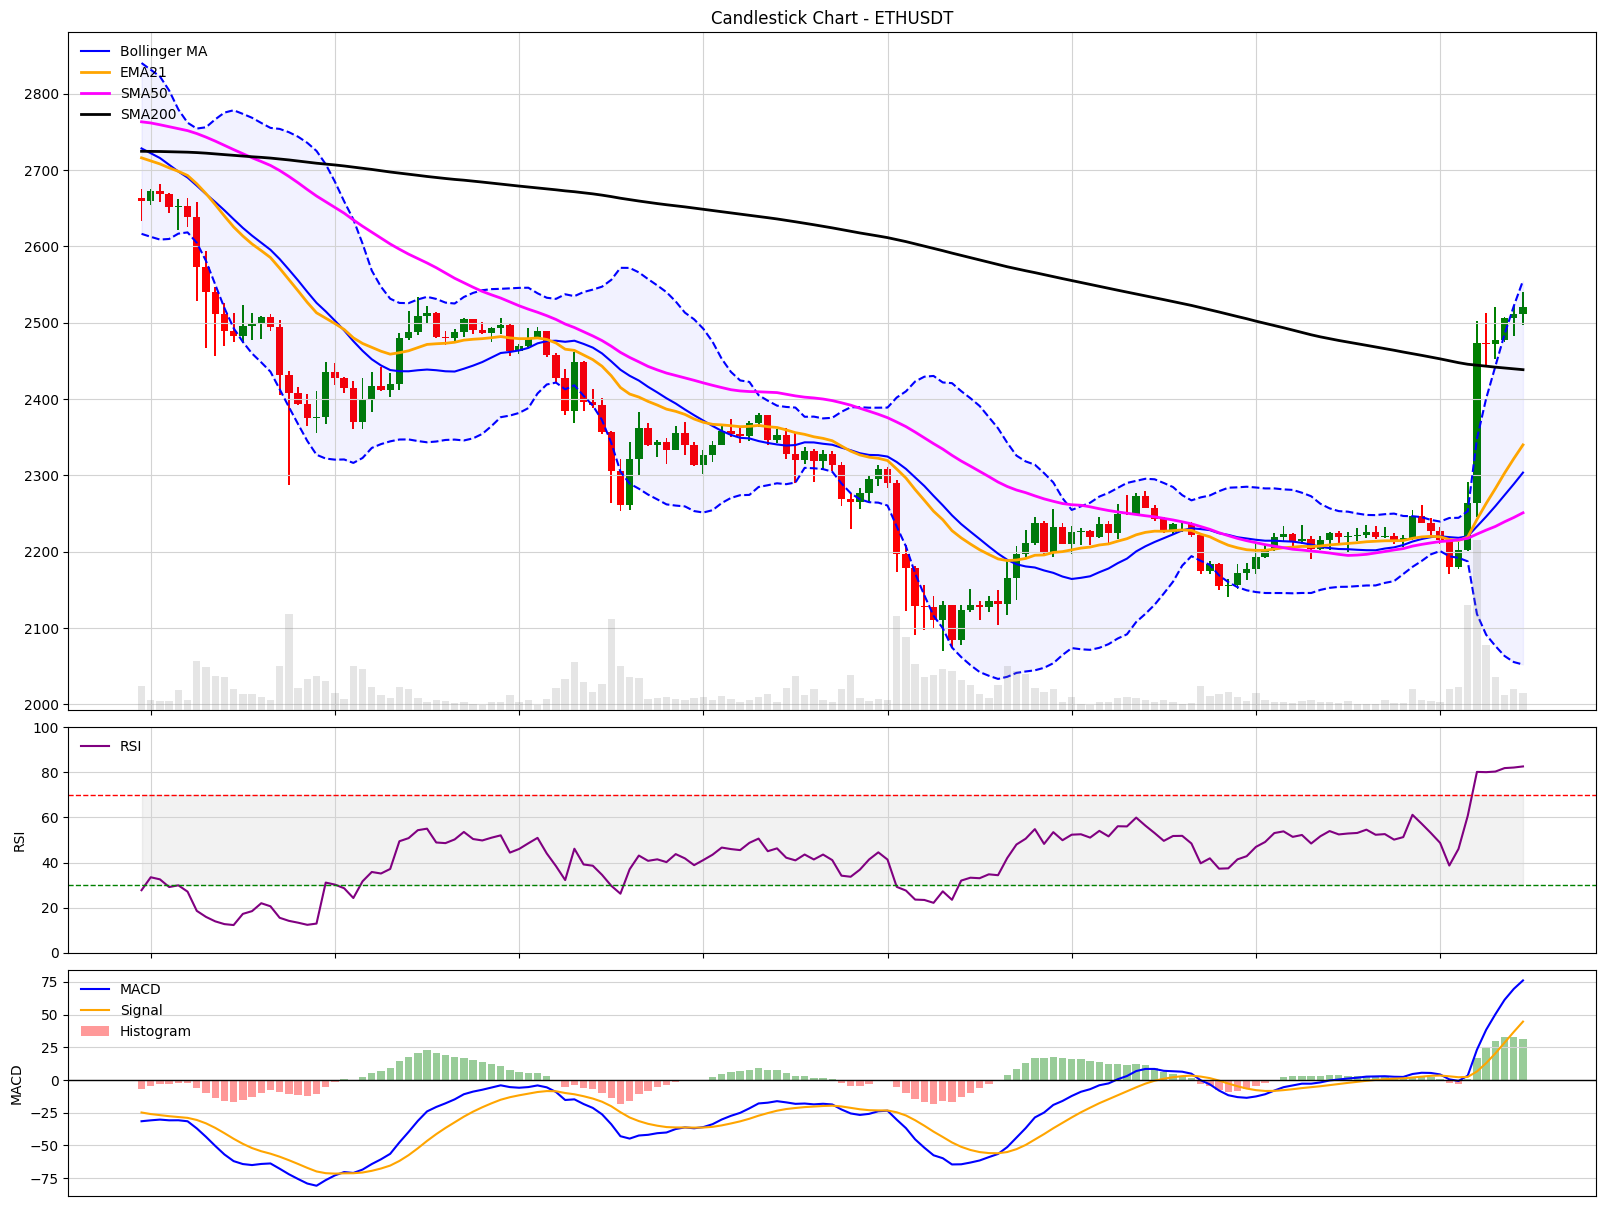 Candlestick Chart - ETHUSDT
Bollinger MA
EMA21
SMA50
SMA200
2800
2700
2600
2500
2400
2300
2200
2100
2000
RSI
RSI
100
80
60
40
20
0
MACD
Signal
Histogram
MACD
75
50
25
0
−25
−50
−75